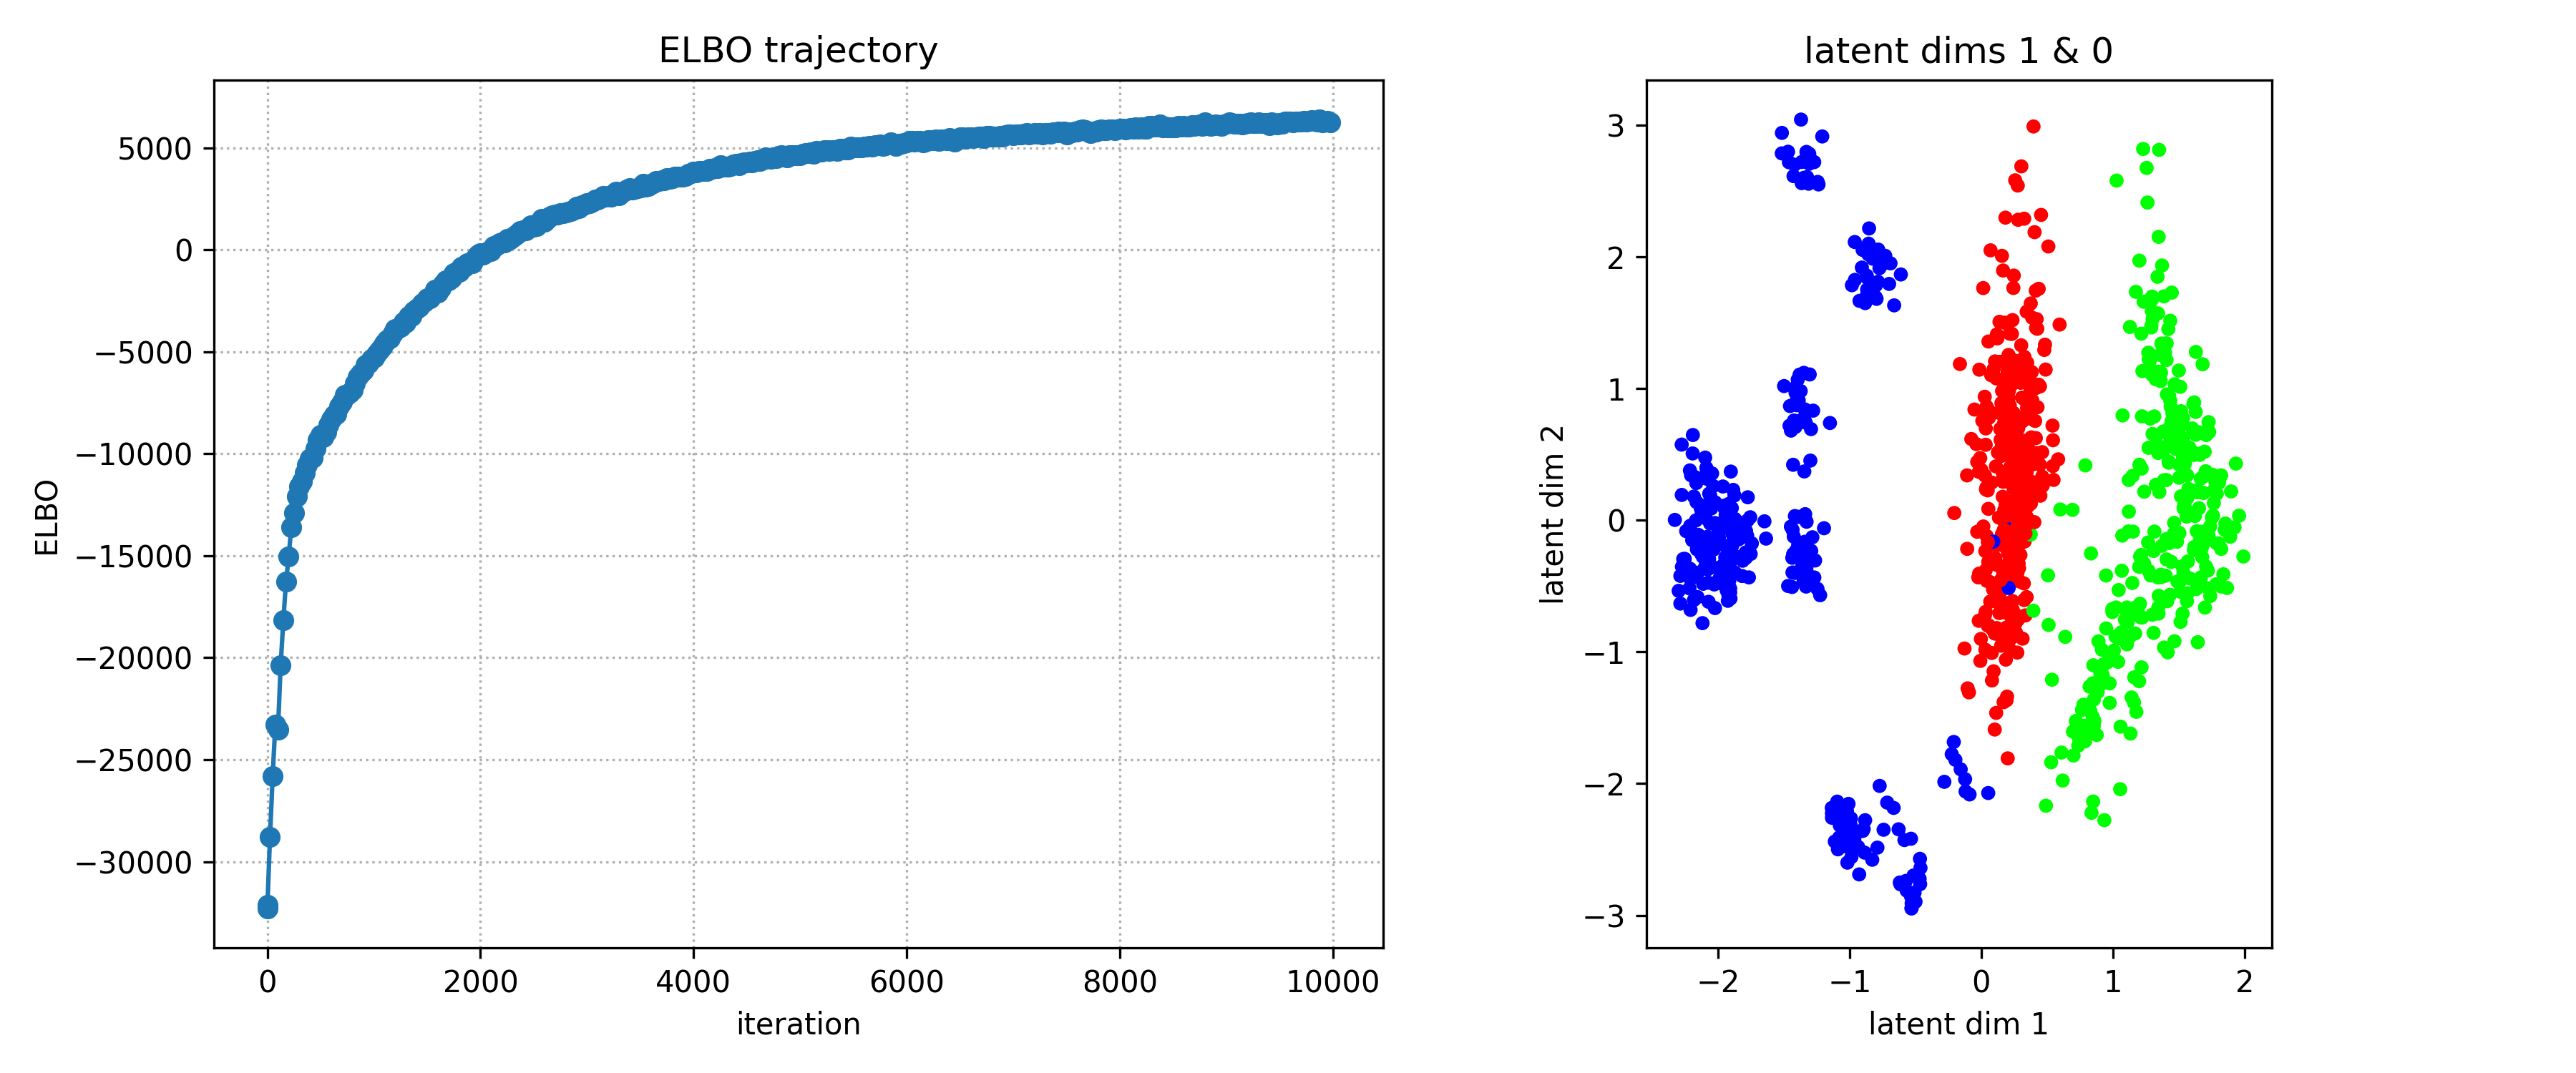 ELBO trajectory
5000
0
−5000
−10000
−15000
−20000
−25000
−30000
ELBO
0 2000 4000 6000 8000 10000
iteration
latent dims 1 & 0
3
2
1
0
−1
−2
−3
latent dim 2
−2 −1 0 1 2
latent dim 1